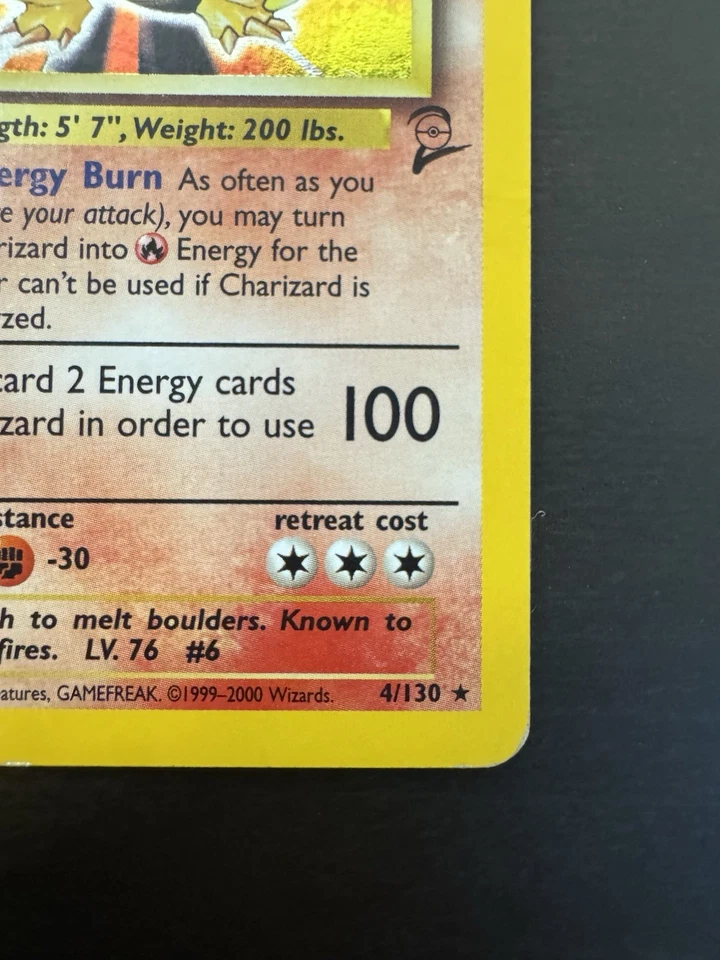 gth: 5' 7", Weight: 200 lbs.
ergy Burn As often as you
e your attack), you may turn
rizard into Energy for the
r can't be used if Charizard is
zed.
card 2 Energy cards
zard in order to use 100
stance
retreat cost
-30
h to melt boulders. Known to
fires. LV. 76 #6
atures, GAMEFREAK. ©1999–2000 Wizards. 4/130 ★